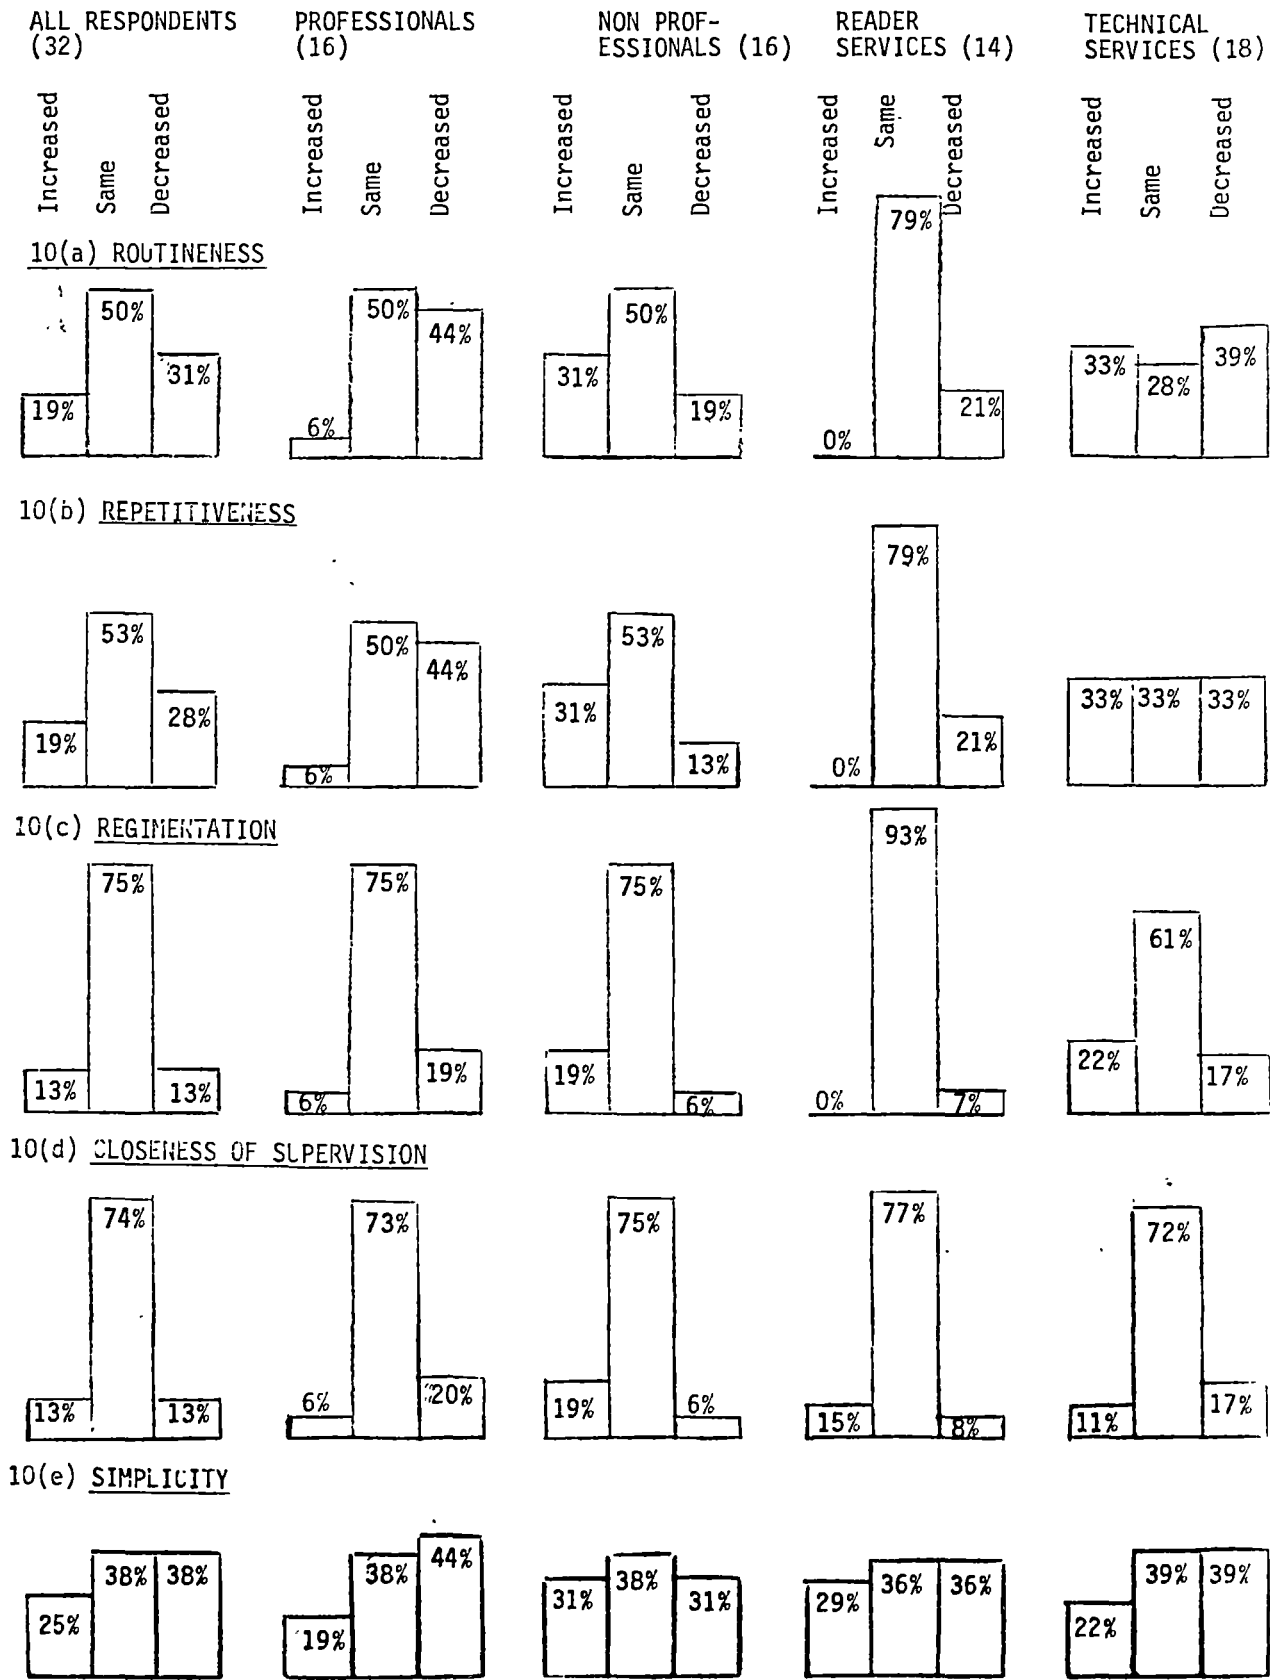 ALL RESPONDENTS PROFESSIONALS NON PROF- READER TECHNICAL
(32) (16) ESSIONALS (16) SERVICES (14) SERVICES (18)
Increased Same Decreased Increased Same Decreased Increased Same Decreased Increased Same Decreased Increased Same Decreased
10(a) ROUTINENESS
19% 50% 31% 6% 50% 44% 31% 50% 19% 0% 79% 21% 33% 28% 39%
10(b) REPETITIVENESS
19% 53% 28% 6% 50% 44% 31% 53% 13% 0% 79% 21% 33% 33% 33%
10(c) REGIMENTATION
13% 75% 13% 6% 75% 19% 19% 75% 6% 0% 93% 7% 22% 61% 17%
10(d) CLOSENESS OF SUPERVISION
13% 74% 13% 6% 73% 20% 19% 75% 6% 15% 77% 8% 11% 72% 17%
10(e) SIMPLICITY
25% 38% 38% 19% 38% 44% 31% 38% 31% 29% 36% 36% 22% 39% 39%